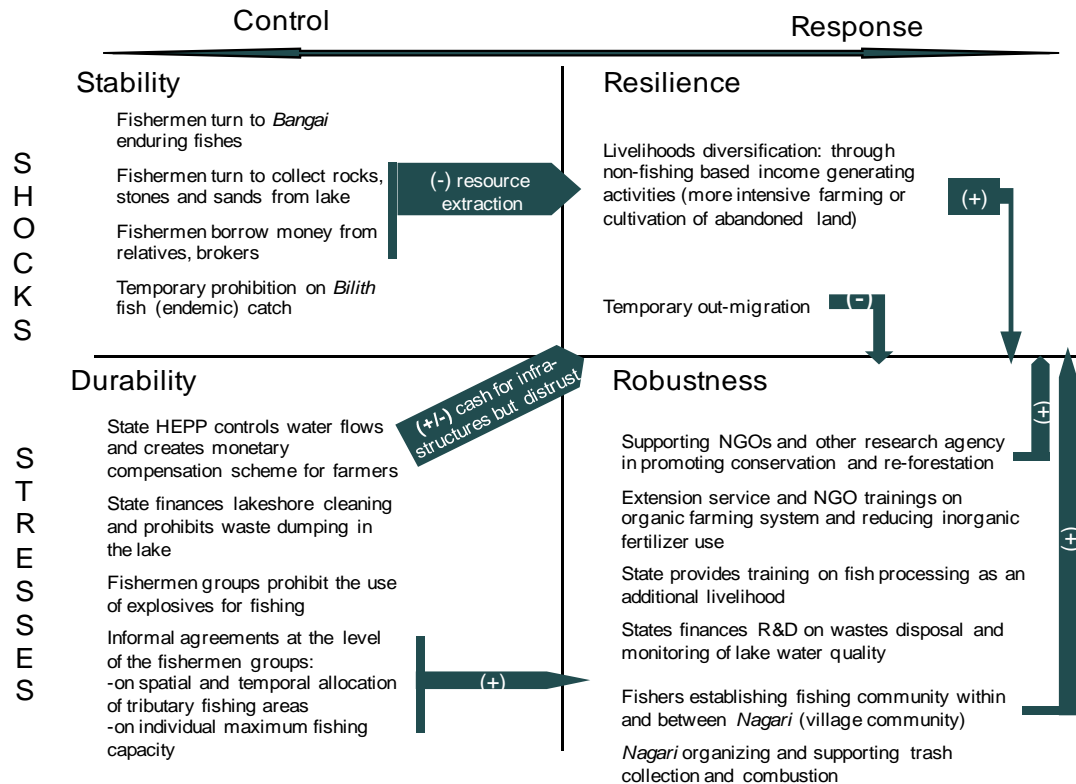 Control
Response
SHOCKS
Stability
Fishermen turn to Bangai
enduring fishes
Fishermen turn to collect rocks,
stones and sands from lake
Fishermen borrow money from
relatives, brokers
Temporary prohibition on Bilith
fish (endemic) catch
(-) resource
extraction
Resilience
Livelihoods diversification: through
non-fishing based income generating
activities (more intensive farming or
cultivation of abandoned land)
(+)
Temporary out-migration
(-)
STRESSES
Durability
(+/-) cash for infra-
structures but distrust
State HEPP controls water flows
and creates monetary
compensation scheme for farmers
State finances lakeshore cleaning
and prohibits waste dumping in
the lake
Fishermen groups prohibit the use
of explosives for fishing
Informal agreements at the level
of the fishermen groups:
-on spatial and temporal allocation
of tributary fishing areas
-on individual maximum fishing
capacity
(+)
Robustness
Supporting NGOs and other research agency
in promoting conservation and re-forestation
(+)
Extension service and NGO trainings on
organic farming system and reducing inorganic
fertilizer use
State provides training on fish processing as an
additional livelihood
States finances R&D on wastes disposal and
monitoring of lake water quality
Fishers establishing fishing community within
and between Nagari (village community)
(+)
Nagari organizing and supporting trash
collection and combustion